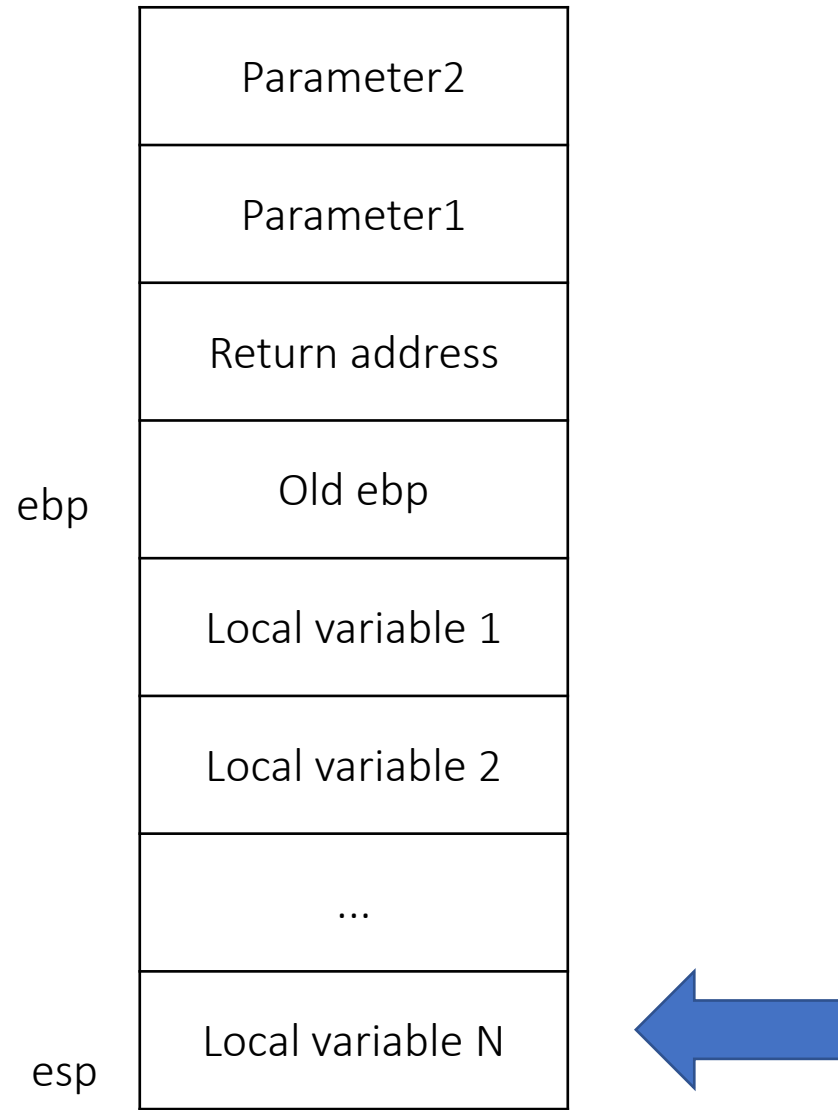 Parameter2
Parameter1
Return address
Old ebp
ebp
Local variable 1
Local variable 2
...
Local variable N
esp